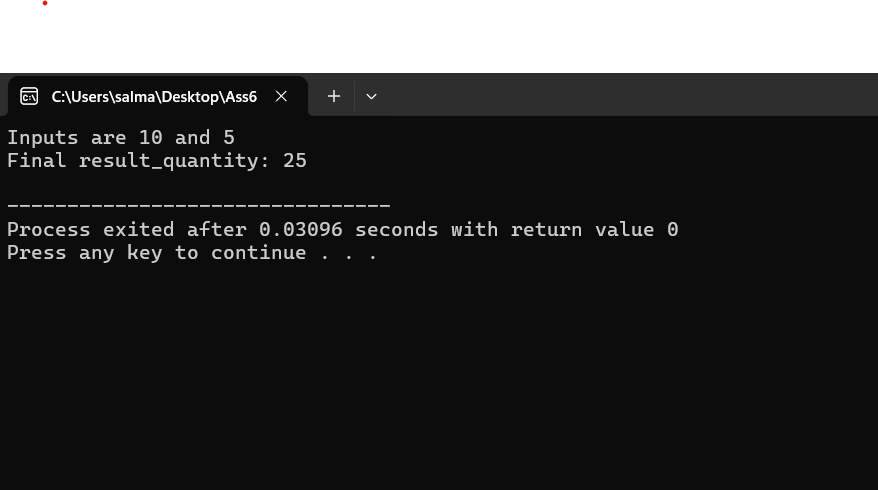 C:\Users\salma\Desktop\Ass6
Inputs are 10 and 5
Final result_quantity: 25
--------------------------------
Process exited after 0.03096 seconds with return value 0
Press any key to continue . . .